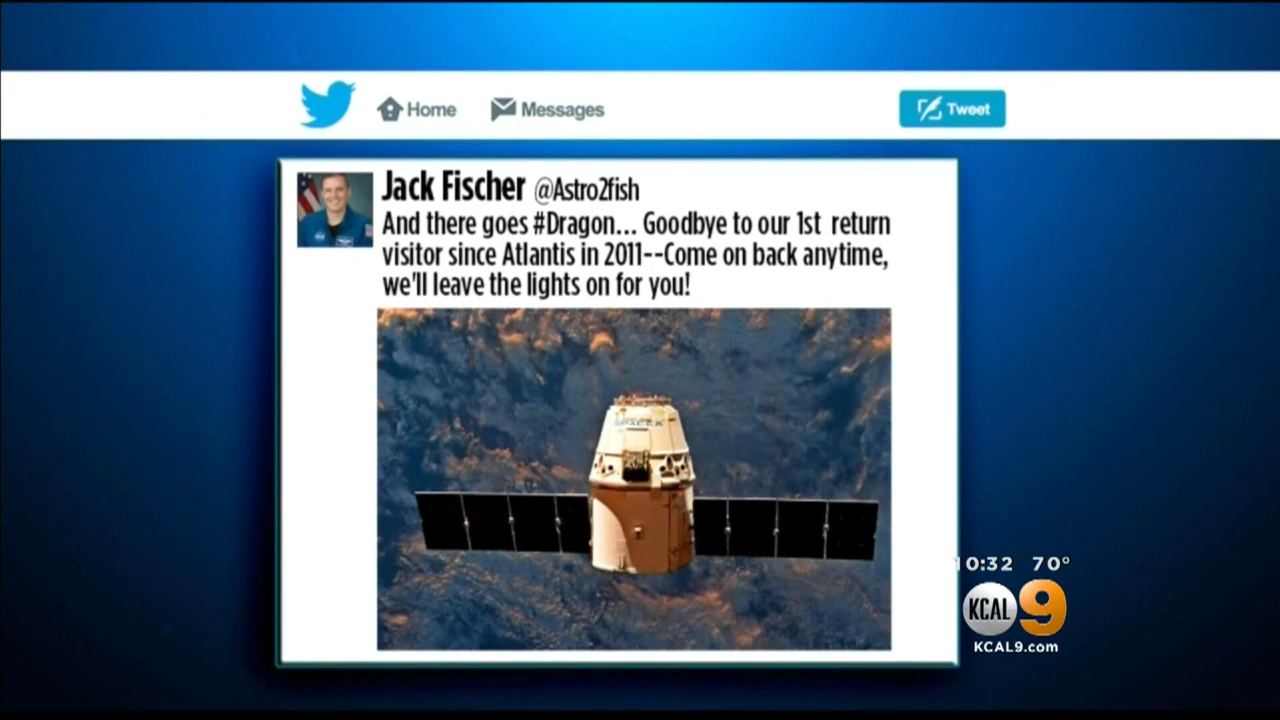 Home
Messages
Tweet
Jack Fischer @Astro2fish
And there goes #Dragon... Goodbye to our 1st return
visitor since Atlantis in 2011--Come on back anytime,
we'll leave the lights on for you!
SPACEX
10:32 70°
KCAL 9
KCAL9.com